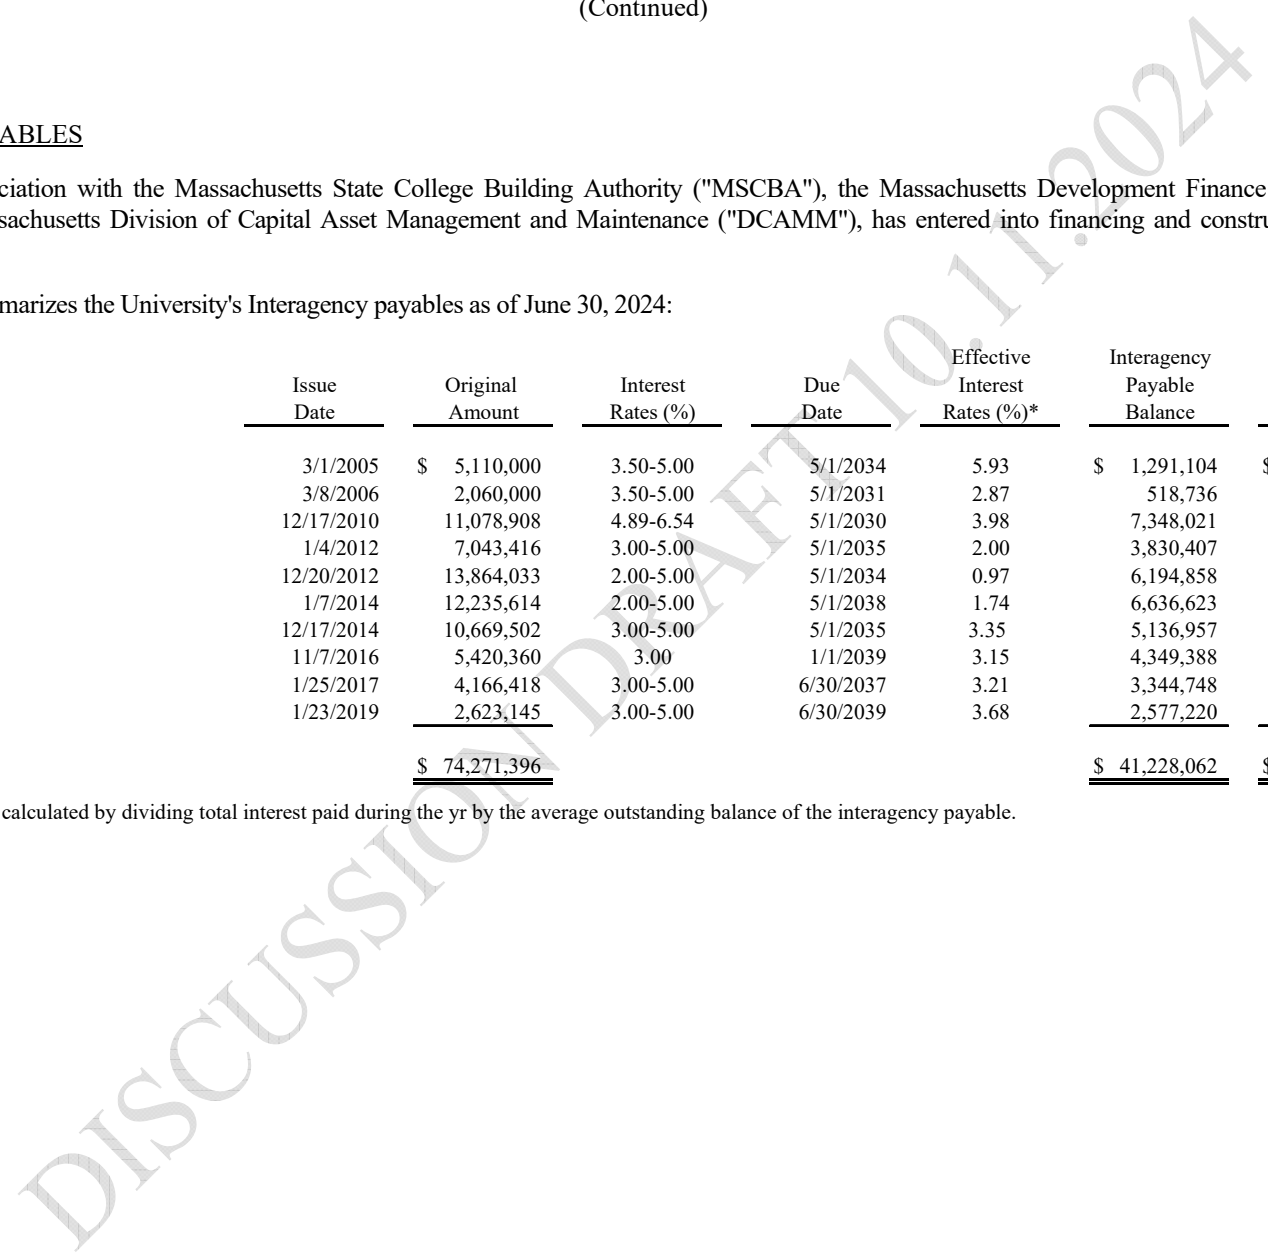 (Continued)
ABLES
ciation with the Massachusetts State College Building Authority ("MSCBA"), the Massachusetts Development Finance
sachusetts Division of Capital Asset Management and Maintenance ("DCAMM"), has entered into financing and constru
marizes the University's Interagency payables as of June 30, 2024:
Effective Interagency
Issue Original Interest Due Interest Payable
Date Amount Rates (%) Date Rates (%)* Balance
3/1/2005 $ 5,110,000 3.50-5.00 5/1/2034 5.93 $ 1,291,104 $
3/8/2006 2,060,000 3.50-5.00 5/1/2031 2.87 518,736
12/17/2010 11,078,908 4.89-6.54 5/1/2030 3.98 7,348,021
1/4/2012 7,043,416 3.00-5.00 5/1/2035 2.00 3,830,407
12/20/2012 13,864,033 2.00-5.00 5/1/2034 0.97 6,194,858
1/7/2014 12,235,614 2.00-5.00 5/1/2038 1.74 6,636,623
12/17/2014 10,669,502 3.00-5.00 5/1/2035 3.35 5,136,957
11/7/2016 5,420,360 3.00 1/1/2039 3.15 4,349,388
1/25/2017 4,166,418 3.00-5.00 6/30/2037 3.21 3,344,748
1/23/2019 2,623,145 3.00-5.00 6/30/2039 3.68 2,577,220
$ 74,271,396 $ 41,228,062 $
calculated by dividing total interest paid during the yr by the average outstanding balance of the interagency payable.
DISCUSSION DRAFT 10.11.2024